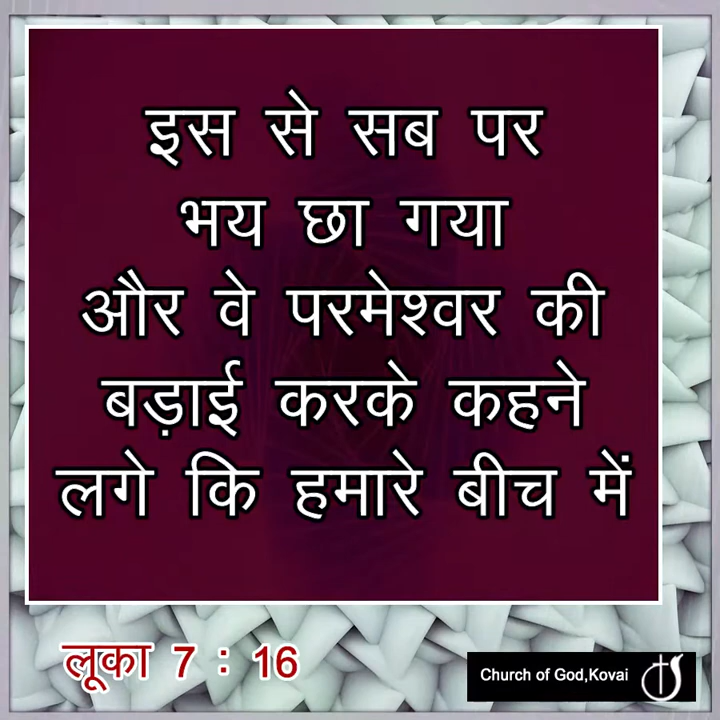 इस से सब पर
भय छा गया
और वे परमेश्वर की
बड़ाई करके कहने
लगे कि हमारे बीच में
लूका 7 : 16
Church of God,Kovai